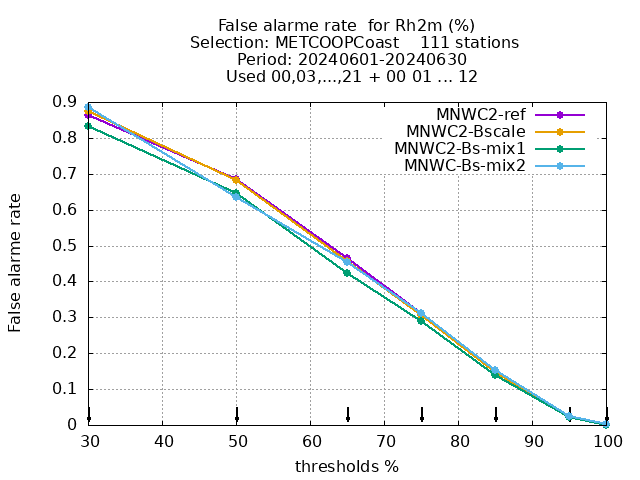 False alarme rate  for Rh2m (%)
Selection: METCOOPCoast    111 stations
Period: 20240601-20240630
Used 00,03,...,21 + 00 01 ... 12
MNWC2-ref
MNWC2-Bscale
MNWC2-Bs-mix1
MNWC-Bs-mix2
False alarme rate
0.9
0.8
0.7
0.6
0.5
0.4
0.3
0.2
0.1
0
30 40 50 60 70 80 90 100
thresholds %